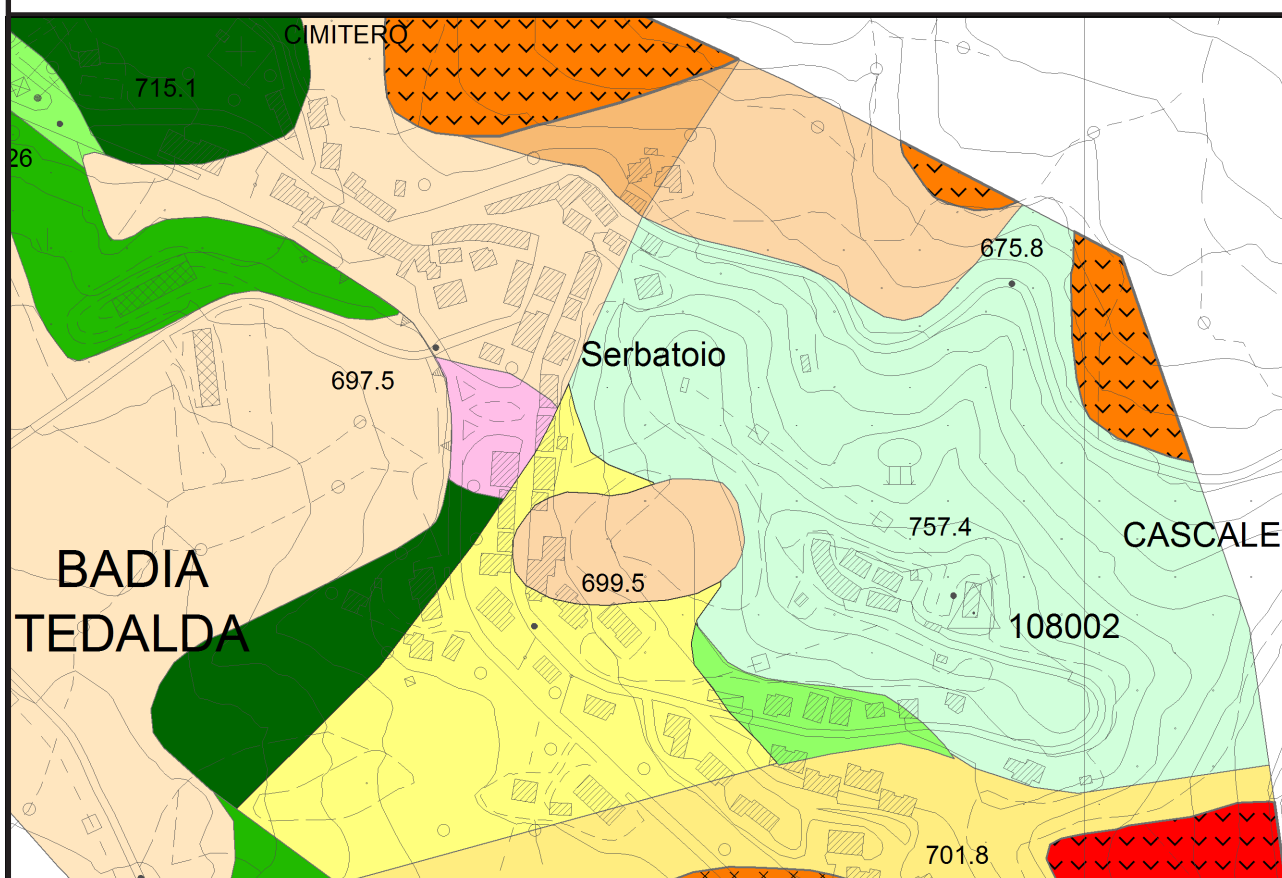 CIMITERO
715.1
26
675.8
Serbatoio
697.5
757.4
CASCALE
BADIA
TEDALDA
699.5
108002
701.8